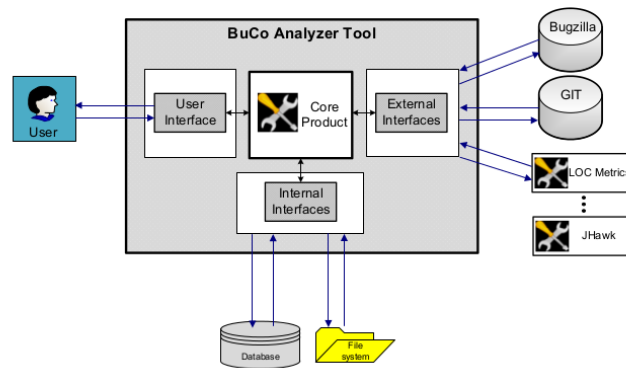 BuCo Analyzer Tool
Bugzilla
GIT
User
User
Interface
Core
Product
External
Interfaces
Internal
Interfaces
LOC Metrics
JHawk
Database
File
system